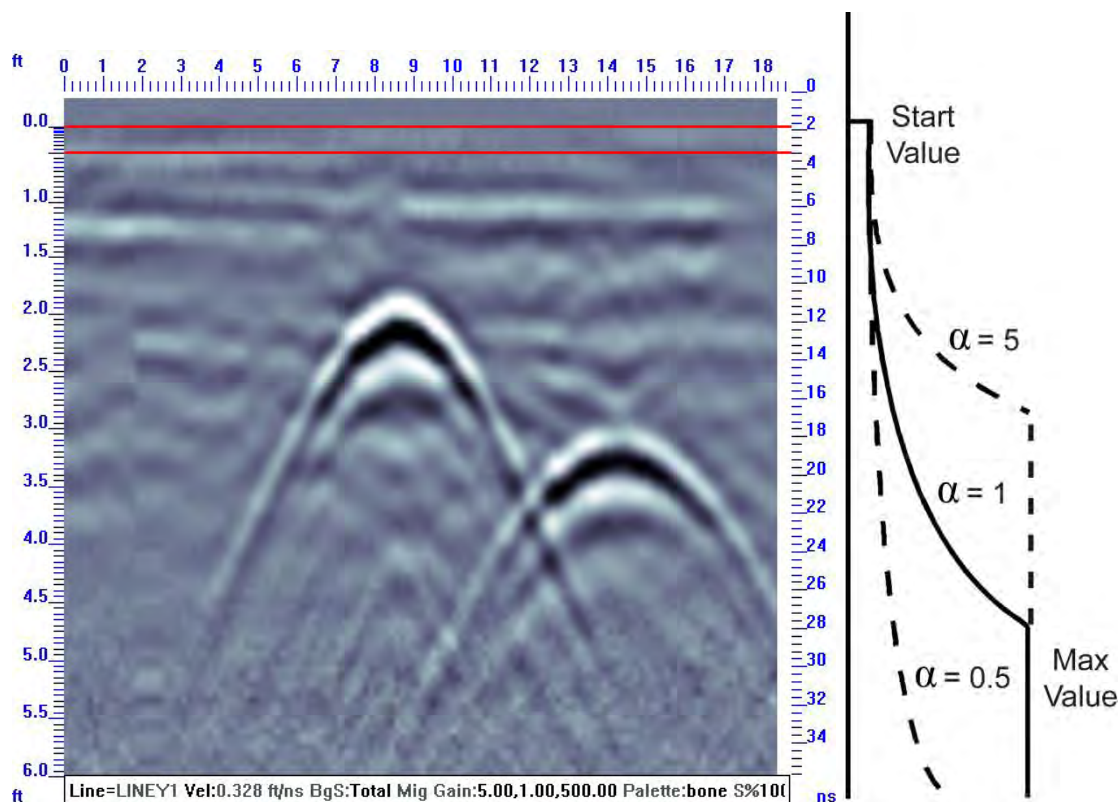 ft
0 1 2 3 4 5 6 7 8 9 10 11 12 13 14 15 16 17 18
0.0
1.0
1.5
2.0
2.5
3.0
3.5
4.0
4.5
5.0
5.5
6.0
ft
0
2
4
6
8
10
12
14
16
18
20
22
24
26
28
30
32
34
ns
Line=LINEY1 Vel:0.328 ft/ns BgS:Total Mig Gain:5.00,1.00,500.00 Palette:bone S%100
Start
Value
α = 5
α = 1
α = 0.5
Max
Value